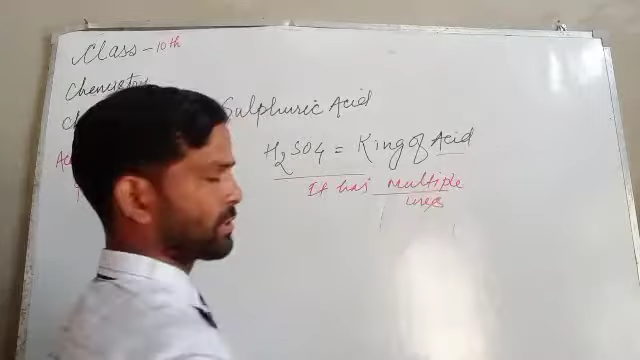 Class - 10th
Chemistry
Sulphuric Acid
H2SO4 = King of Acid
It has Multiple
uses